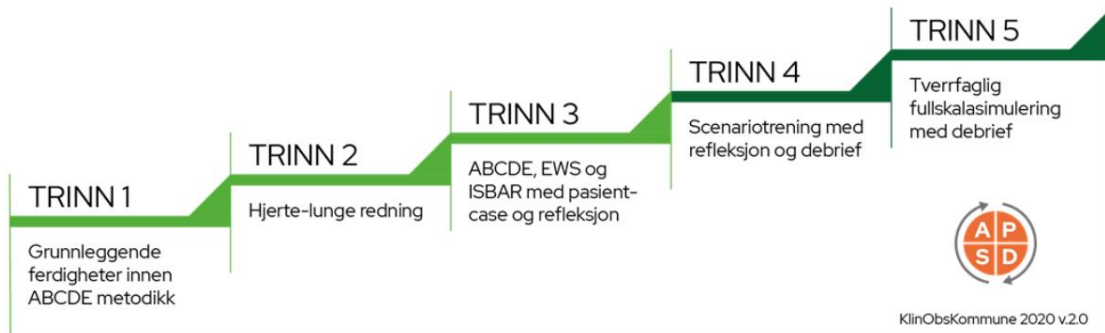 TRINN 1
Grunnleggende
ferdigheter innen
ABCDE metodikk
TRINN 2
Hjerte-lunge redning
TRINN 3
ABCDE, EWS og
ISBAR med pasient-
case og refleksjon
TRINN 4
Scenariotrening med
refleksjon og debrief
TRINN 5
Tverrfaglig
fullskalasimulering
med debrief
A P
S D
KlinObsKommune 2020 v.2.0